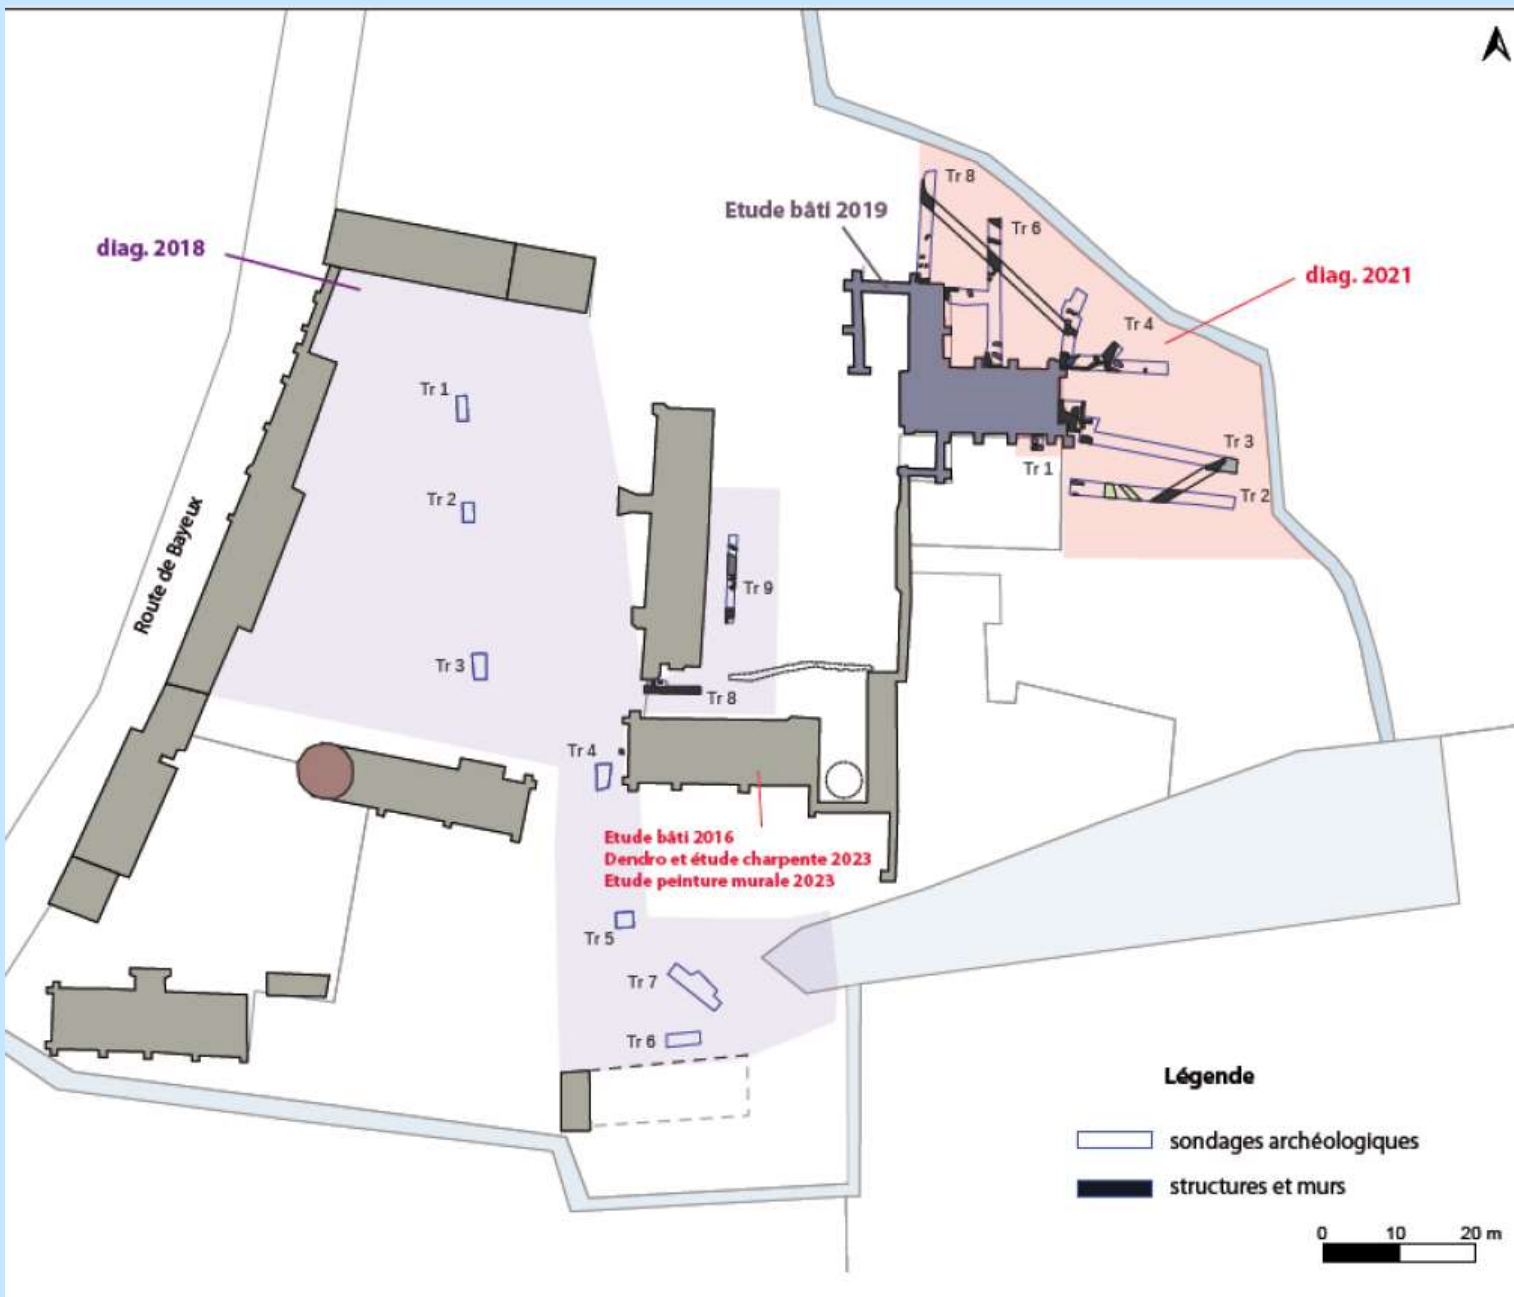 Tr 8
Etude bâti 2019
Tr 6
diag. 2018
diag. 2021
Tr 4
Tr 1
Tr 3
Tr 1
Tr 2
Tr 2
Route de Bayeux
Tr 9
Tr 3
Tr 8
Tr 4
Etude bâti 2016
Dendro et étude charpente 2023
Etude peinture murale 2023
Tr 5
Tr 7
Tr 6
Légende
sondages archéologiques
structures et murs
0 10 20 m